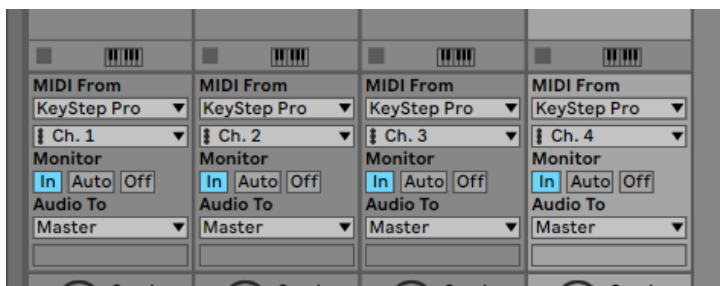 MIDI From MIDI From MIDI From MIDI From
KeyStep Pro KeyStep Pro KeyStep Pro KeyStep Pro
Ch. 1 Ch. 2 Ch. 3 Ch. 4
Monitor Monitor Monitor Monitor
In Auto Off In Auto Off In Auto Off In Auto Off
Audio To Audio To Audio To Audio To
Master Master Master Master